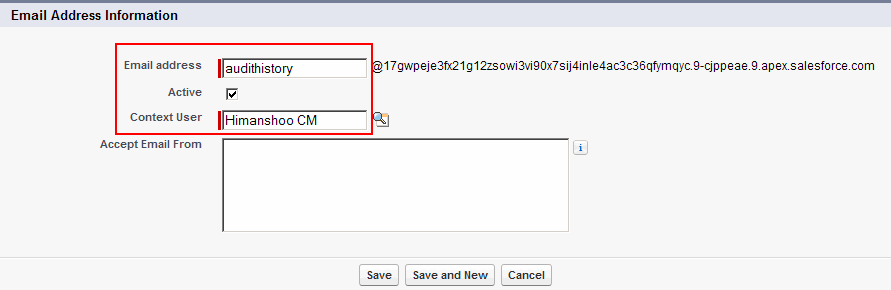 Email Address Information
Email address audithistory @17gwpeje3fx21g12zsowi3vi90x7sij4inle4ac3c36qfymqyc.9-cjppeae.9.apex.salesforce.com
Active
Context User Himanshoo CM
Accept Email From i
Save Save and New Cancel